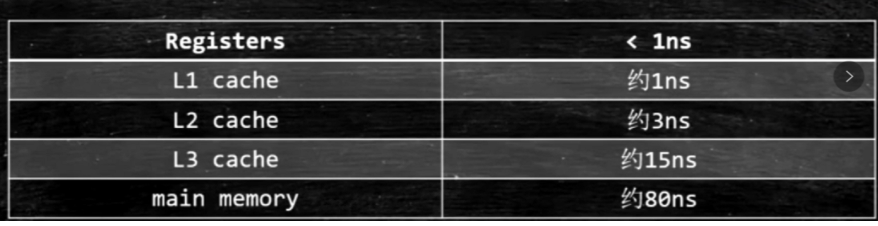 Registers < 1ns
L1 cache 约1ns
L2 cache 约3ns
L3 cache 约15ns
main memory 约80ns